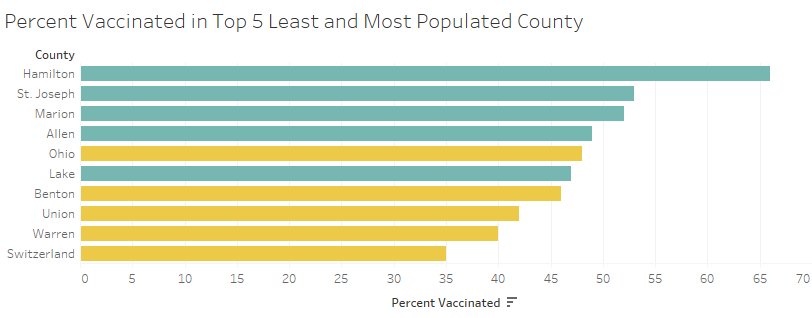 Percent Vaccinated in Top 5 Least and Most Populated County
County
Hamilton
St. Joseph
Marion
Allen
Ohio
Lake
Benton
Union
Warren
Switzerland
0 5 10 15 20 25 30 35 40 45 50 55 60 65 70
Percent Vaccinated